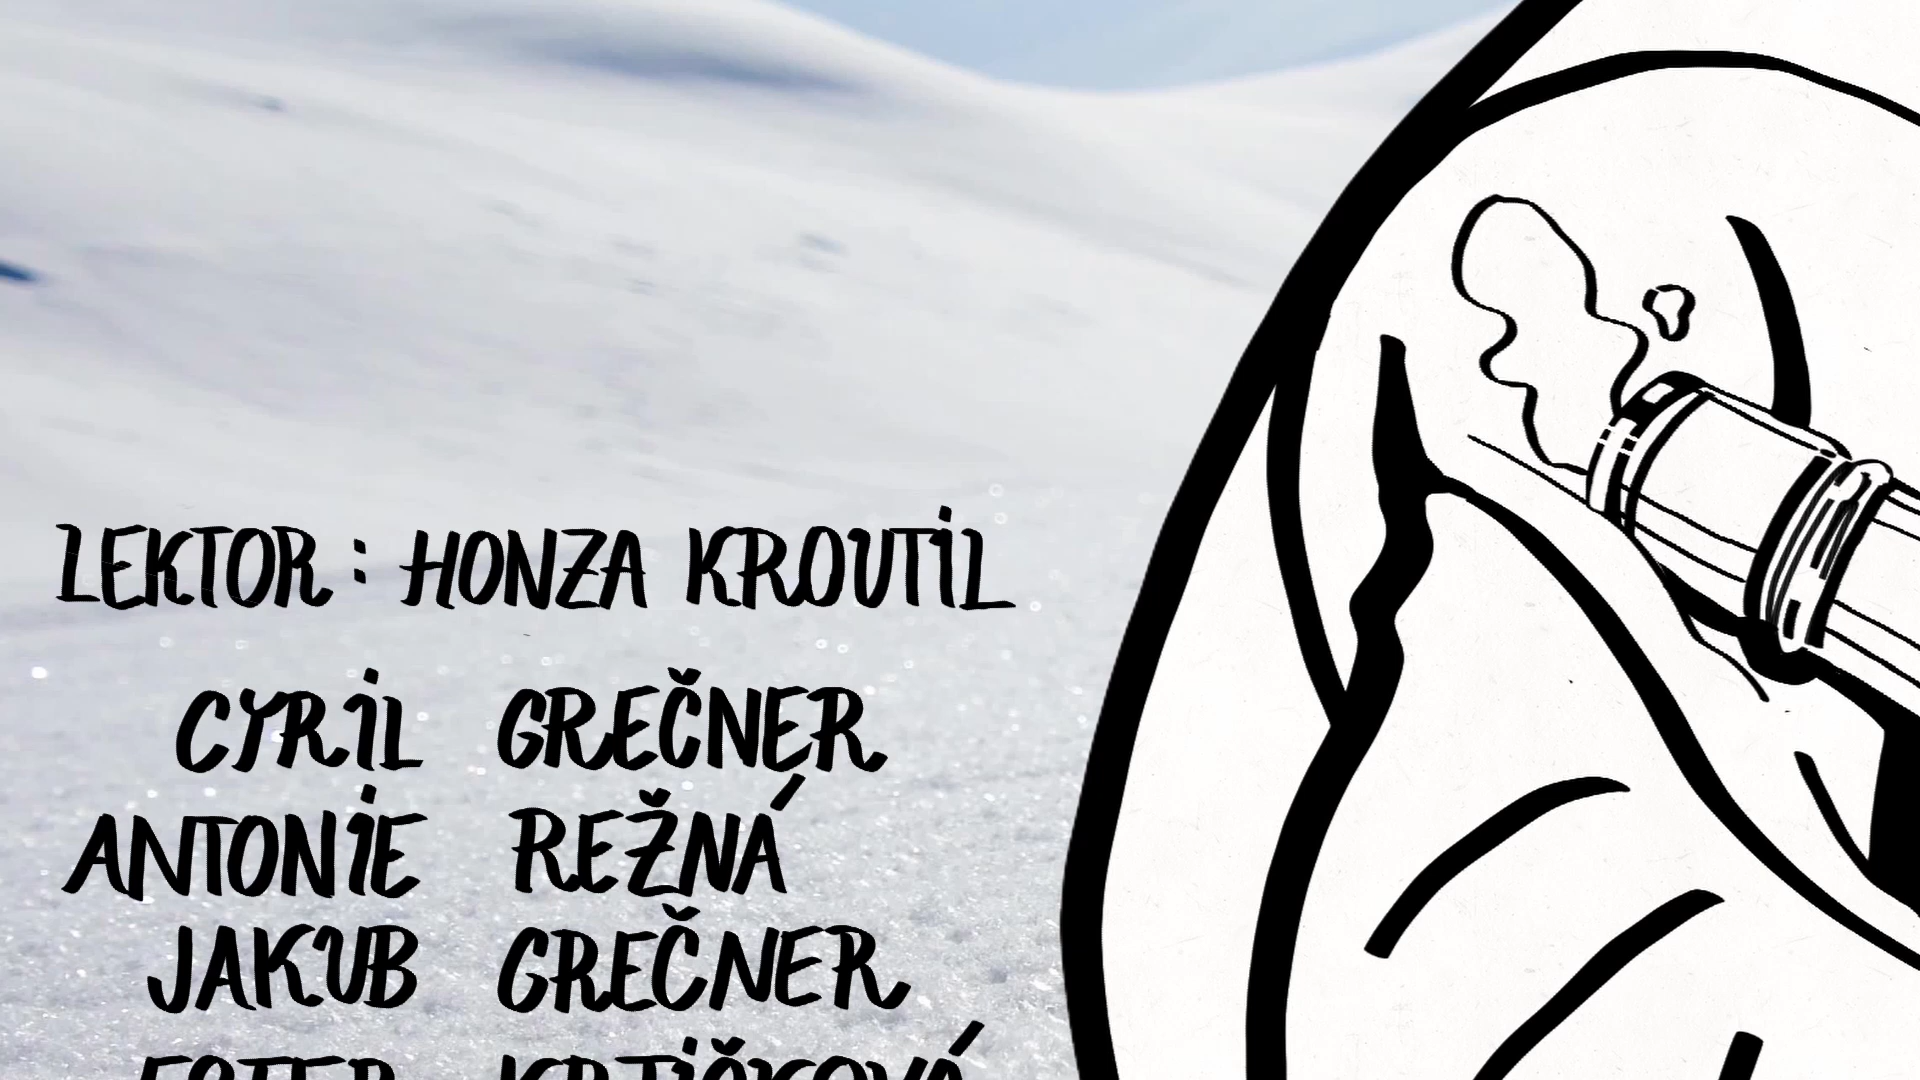 LEKTOR: HONZA KROUTIL
CYRIL GREČNER
ANTONIE REŽNÁ
JAKUB GREČNER